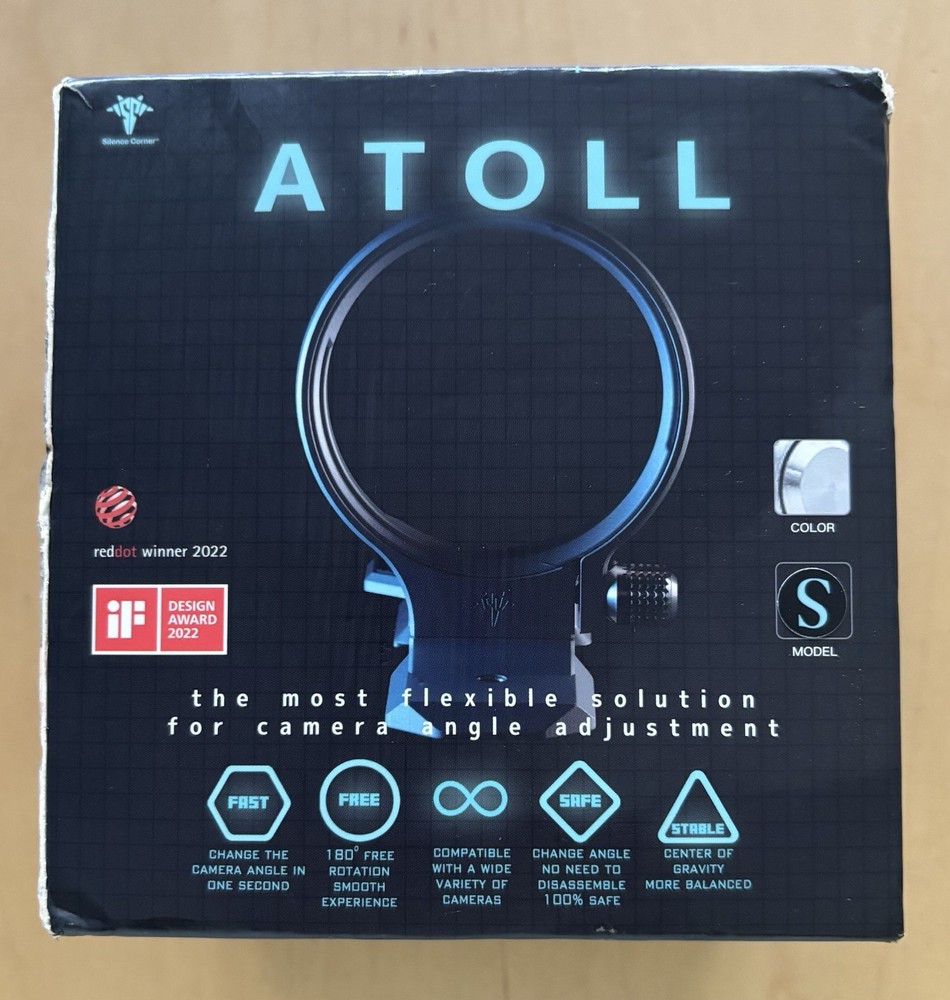 Silence Corner™
ATOLL
COLOR
reddot winner 2022
iF DESIGN
AWARD
2022
S
MODEL
the most flexible solution
for camera angle adjustment
FAST
CHANGE THE
CAMERA ANGLE IN
ONE SECOND
FREE
180° FREE
ROTATION
SMOOTH
EXPERIENCE
COMPATIBLE
WITH A WIDE
VARIETY OF
CAMERAS
SAFE
CHANGE ANGLE
NO NEED TO
DISASSEMBLE
100% SAFE
STABLE
CENTER OF
GRAVITY
MORE BALANCED